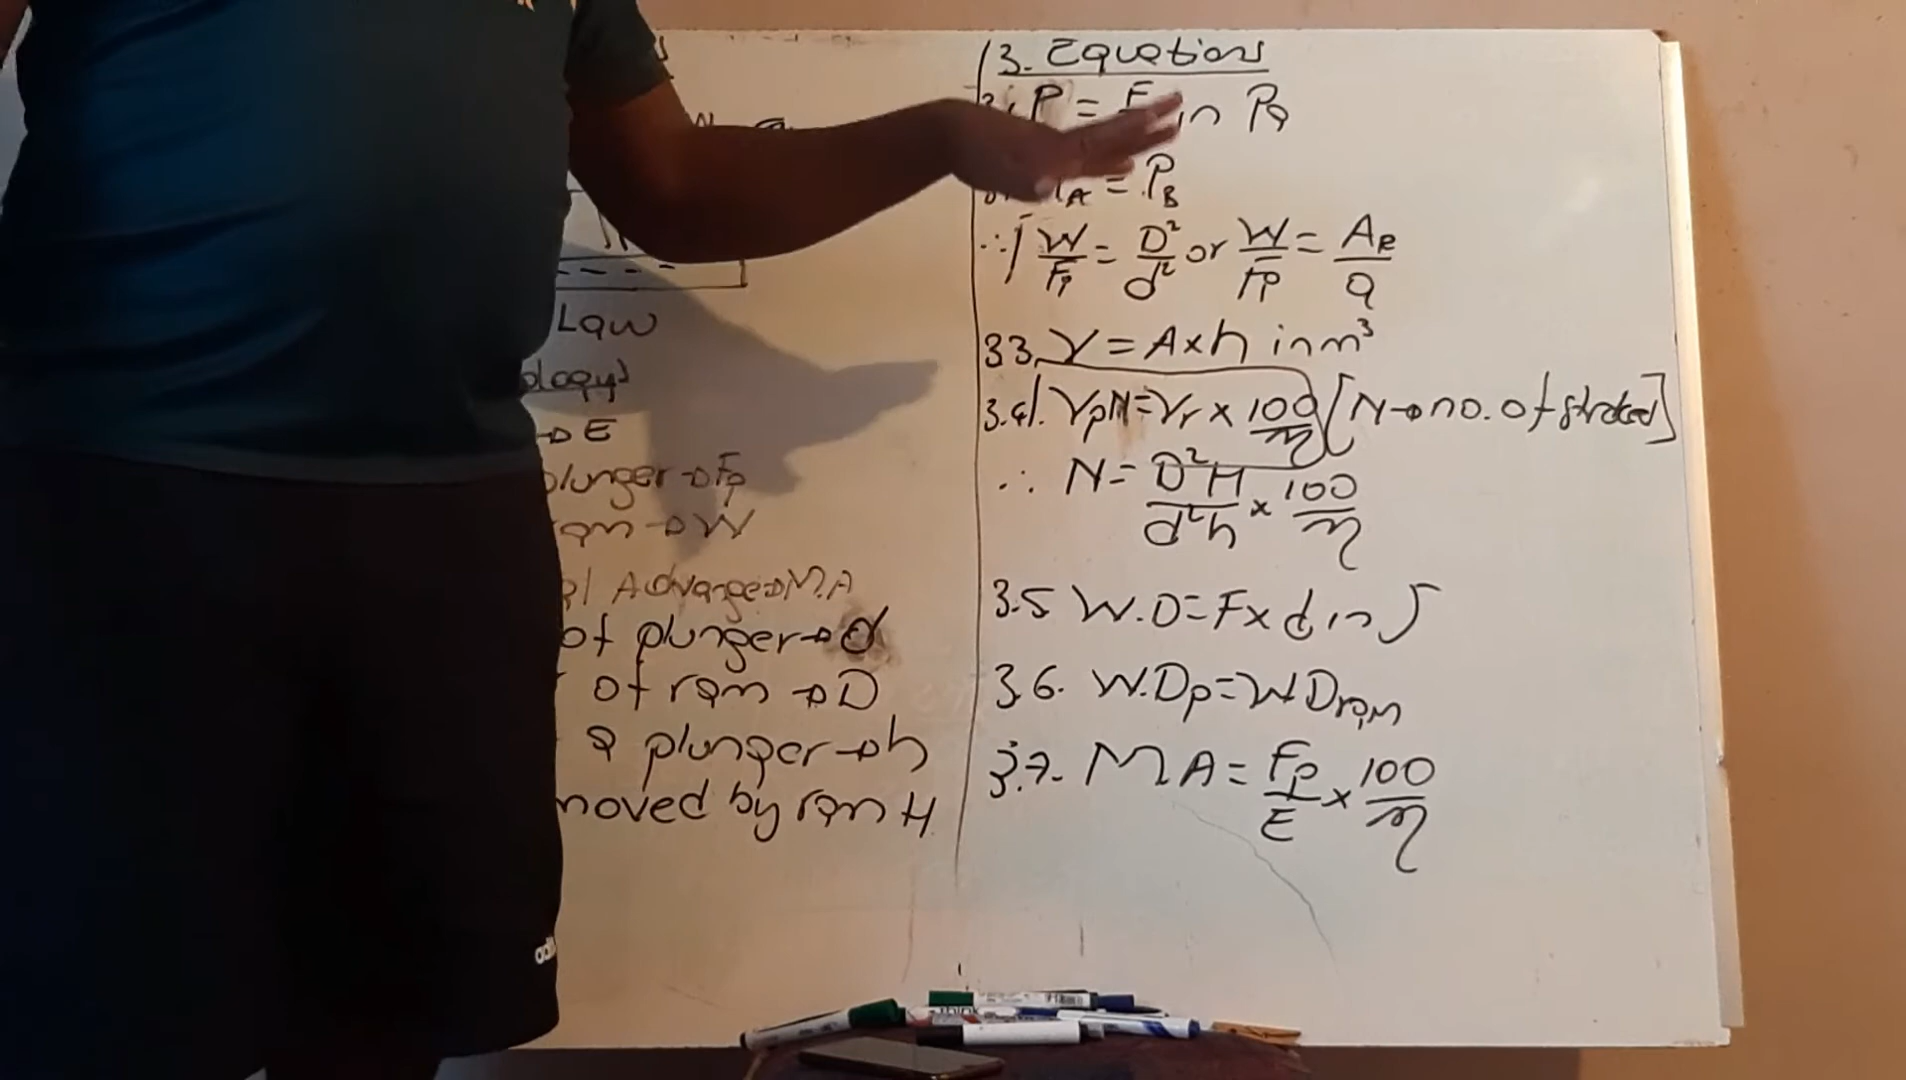 Law
E
plunger → Fp
→ W
Advange → M.A
of plunger → d
of ram → D
plunger → h
moved by ram H
3. Equations
P = F in Pa
A = PB
∴ W/Fp = D²/d² or W/Fp = AR/a
3.3. V = A×h in m³
3.4. VpN = Vr × 100/η [N → no. of strokes]
∴ N = D²H/d²h × 100/η
3.5 W.D = F×d in J
3.6. W.Dp = W.Dram
3.7. MA = Fp/E × 100/η